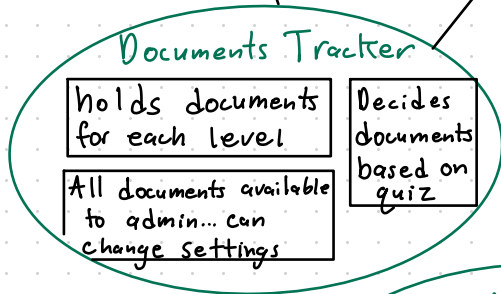 Documents Tracker
holds documents
for each level
Decides
documents
based on
quiz
All documents available
to admin... can
change settings